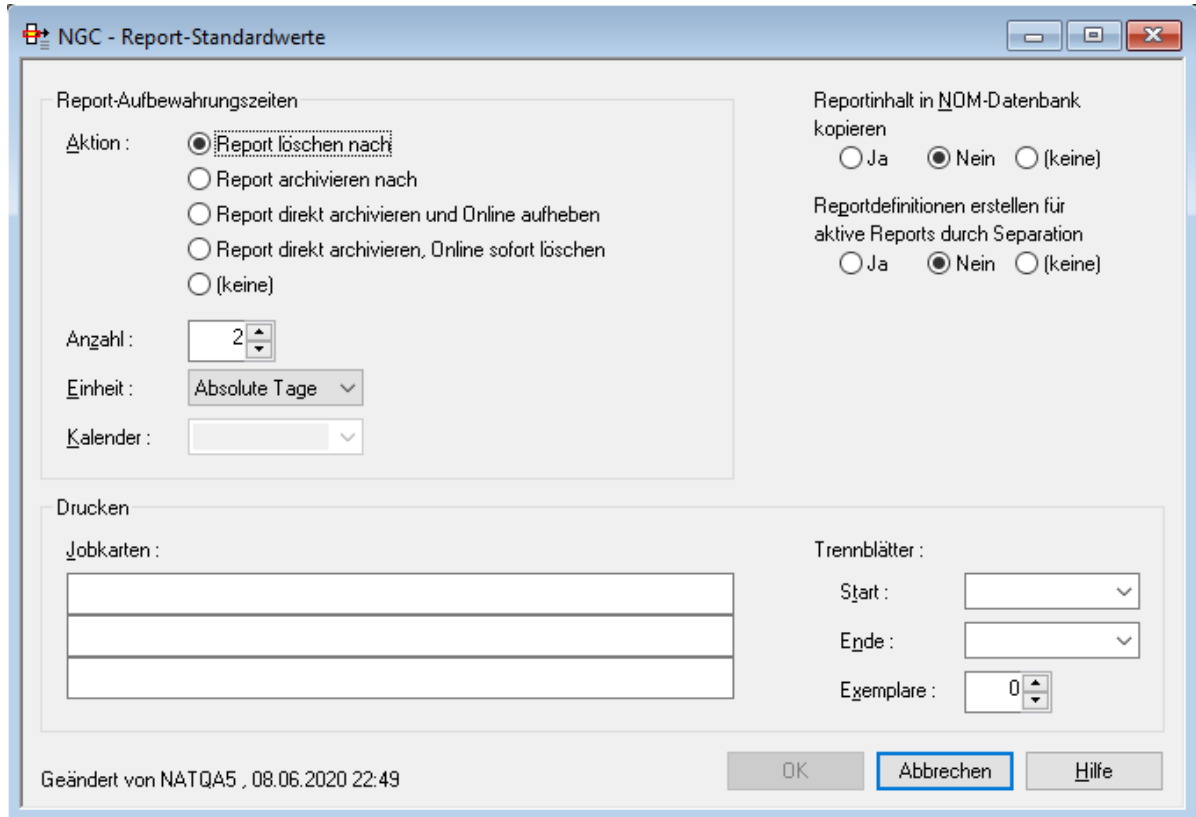 NGC - Report-Standardwerte
Report-Aufbewahrungszeiten
Aktion :
Report löschen nach
Report archivieren nach
Report direkt archivieren und Online aufheben
Report direkt archivieren, Online sofort löschen
(keine)
Anzahl :
2
Einheit :
Absolute Tage
Kalender :
Reportinhalt in NOM-Datenbank
kopieren
Ja Nein (keine)
Reportdefinitionen erstellen für
aktive Reports durch Separation
Ja Nein (keine)
Drucken
Jobkarten :
Trennblätter :
Start :
Ende :
Exemplare :
0
Geändert von NATQA5 , 08.06.2020 22:49
OK
Abbrechen
Hilfe